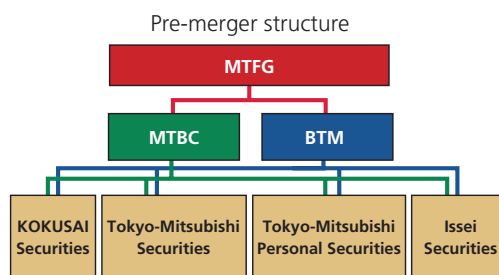 Pre-merger structure
MTFG
MTBC
BTM
KOKUSAI
Securities
Tokyo-Mitsubishi
Securities
Tokyo-Mitsubishi
Personal Securities
Issei
Securities